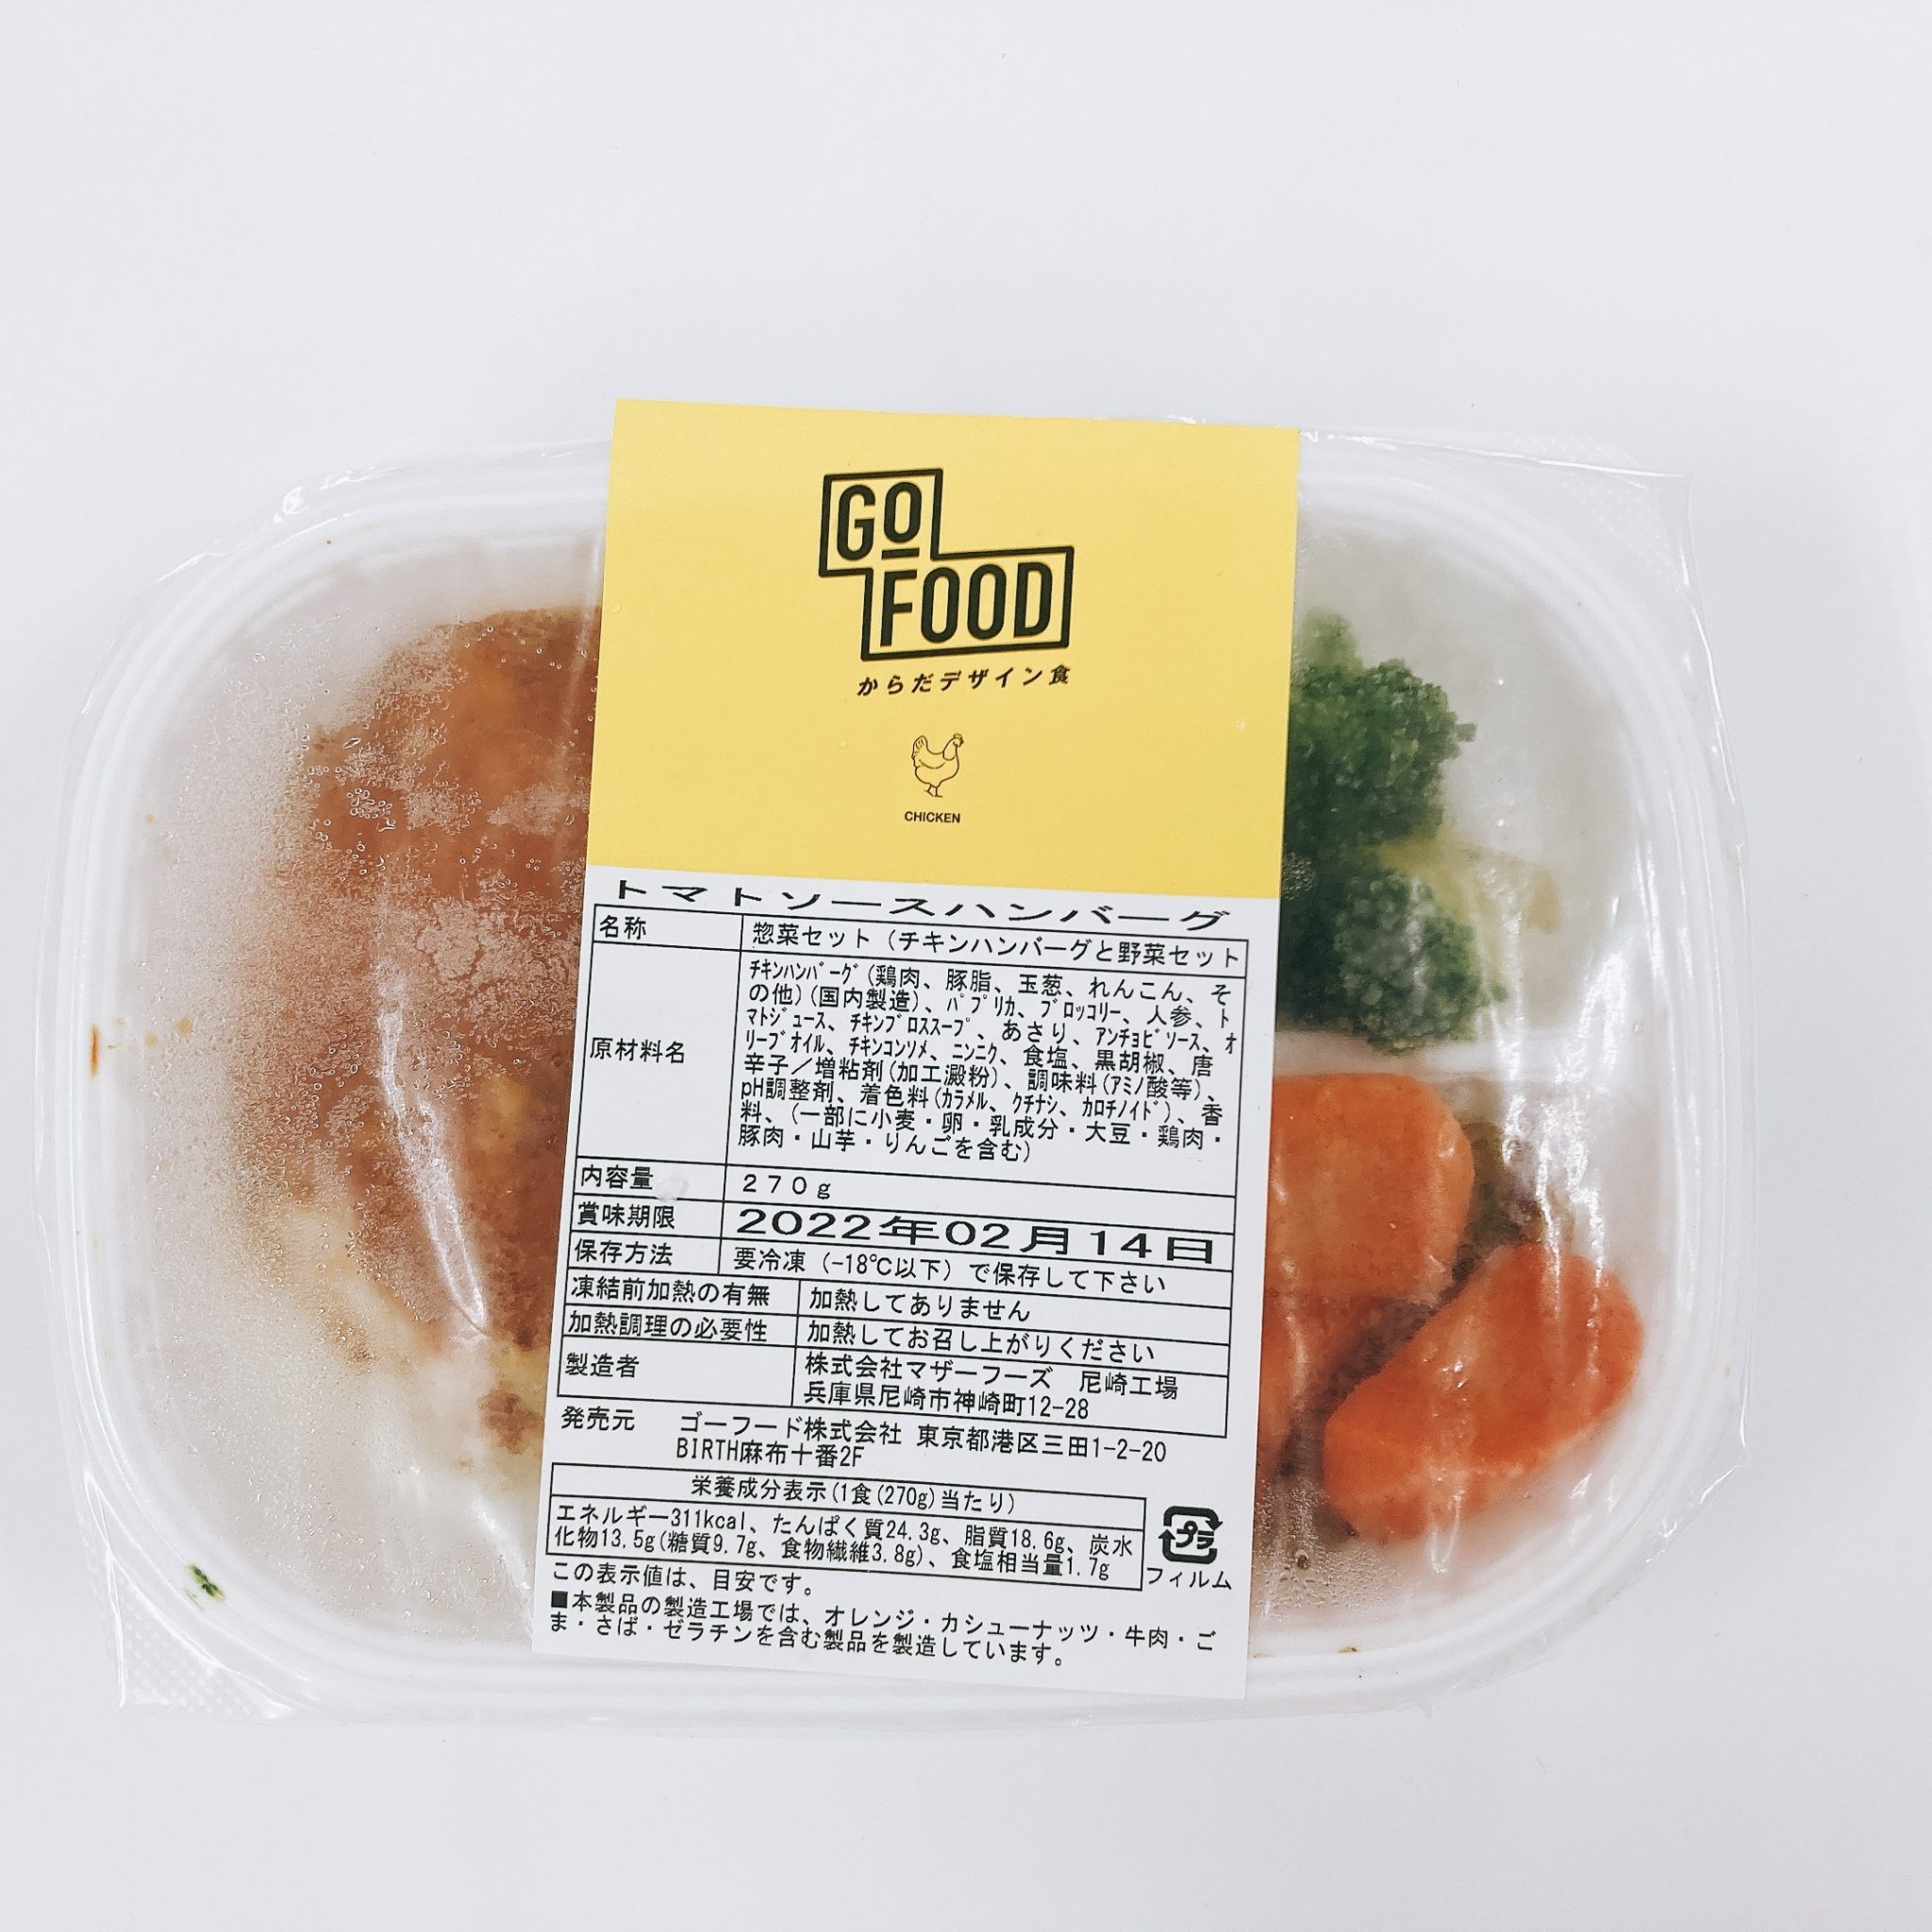 GO
FOOD
からだデザイン食
CHICKEN
トマトソースハンバーグ
名称 惣菜セット（チキンハンバーグと野菜セット
原材料名
ﾁｷﾝﾊﾝﾊﾞｰｸﾞ(鶏肉、豚脂、玉葱、れんこん、そ
の他)(国内製造)、ﾊﾟﾌﾟﾘｶ、ﾌﾞﾛｯｺﾘｰ、人参、ﾄ
ﾏﾄｼﾞｭｰｽ、ﾁｷﾝﾌﾞﾛｽｽｰﾌﾟ、あさり、ｱﾝﾁｮﾋﾞｿｰｽ、ｵ
ﾘｰﾌﾞｵｲﾙ、ﾁｷﾝｺﾝｿﾒ、ﾆﾝﾆｸ、食塩、黒胡椒、唐
辛子／増粘剤(加工澱粉)、調味料(ｱﾐﾉ酸等)、
pH調整剤、着色料(ｶﾗﾒﾙ、ｸﾁﾅｼ、ｶﾛﾁﾉｲﾄﾞ)、香
料、(一部に小麦・卵・乳成分・大豆・鶏肉・
豚肉・山芋・りんごを含む)
内容量 ２７０ｇ
賞味期限 2022年02月14日
保存方法 要冷凍（-18℃以下）で保存して下さい
凍結前加熱の有無 加熱してありません
加熱調理の必要性 加熱してお召し上がりください
製造者 株式会社マザーフーズ　尼崎工場
兵庫県尼崎市神崎町12-28
発売元 ゴーフード株式会社 東京都港区三田1-2-20
BIRTH麻布十番2F
栄養成分表示(1食(270g)当たり)
エネルギー311kcal、たんぱく質24.3g、脂質18.6g、炭水
化物13.5g(糖質9.7g、食物繊維3.8g)、食塩相当量1.7g
プラ
フィルム
この表示値は、目安です。
■本製品の製造工場では、オレンジ・カシューナッツ・牛肉・ご
ま・さば・ゼラチンを含む製品を製造しています。